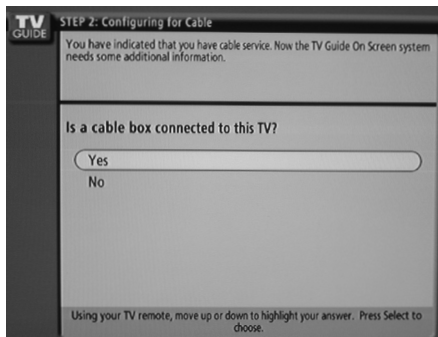 TV
GUIDE
STEP 2: Configuring for Cable
You have indicated that you have cable service. Now the TV Guide On Screen system
needs some additional information.
Is a cable box connected to this TV?
Yes
No
Using your TV remote, move up or down to highlight your answer. Press Select to
choose.